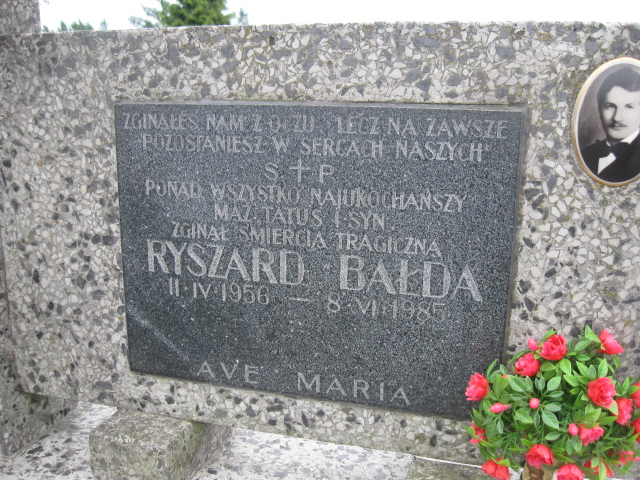 ZGINĄŁEŚ NAM Z OCZU "LECZ NA ZAWSZE
POZOSTANIESZ W SERCACH NASZYCH"
Ś † P
PONAD WSZYSTKO NAJUKOCHAŃSZY
MĄŻ, TATUŚ I SYN
ZGINĄŁ ŚMIERCIĄ TRAGICZNĄ
RYSZARD BAŁDA
11·IV·1956 — 8·VI·1985
AVE MARIA